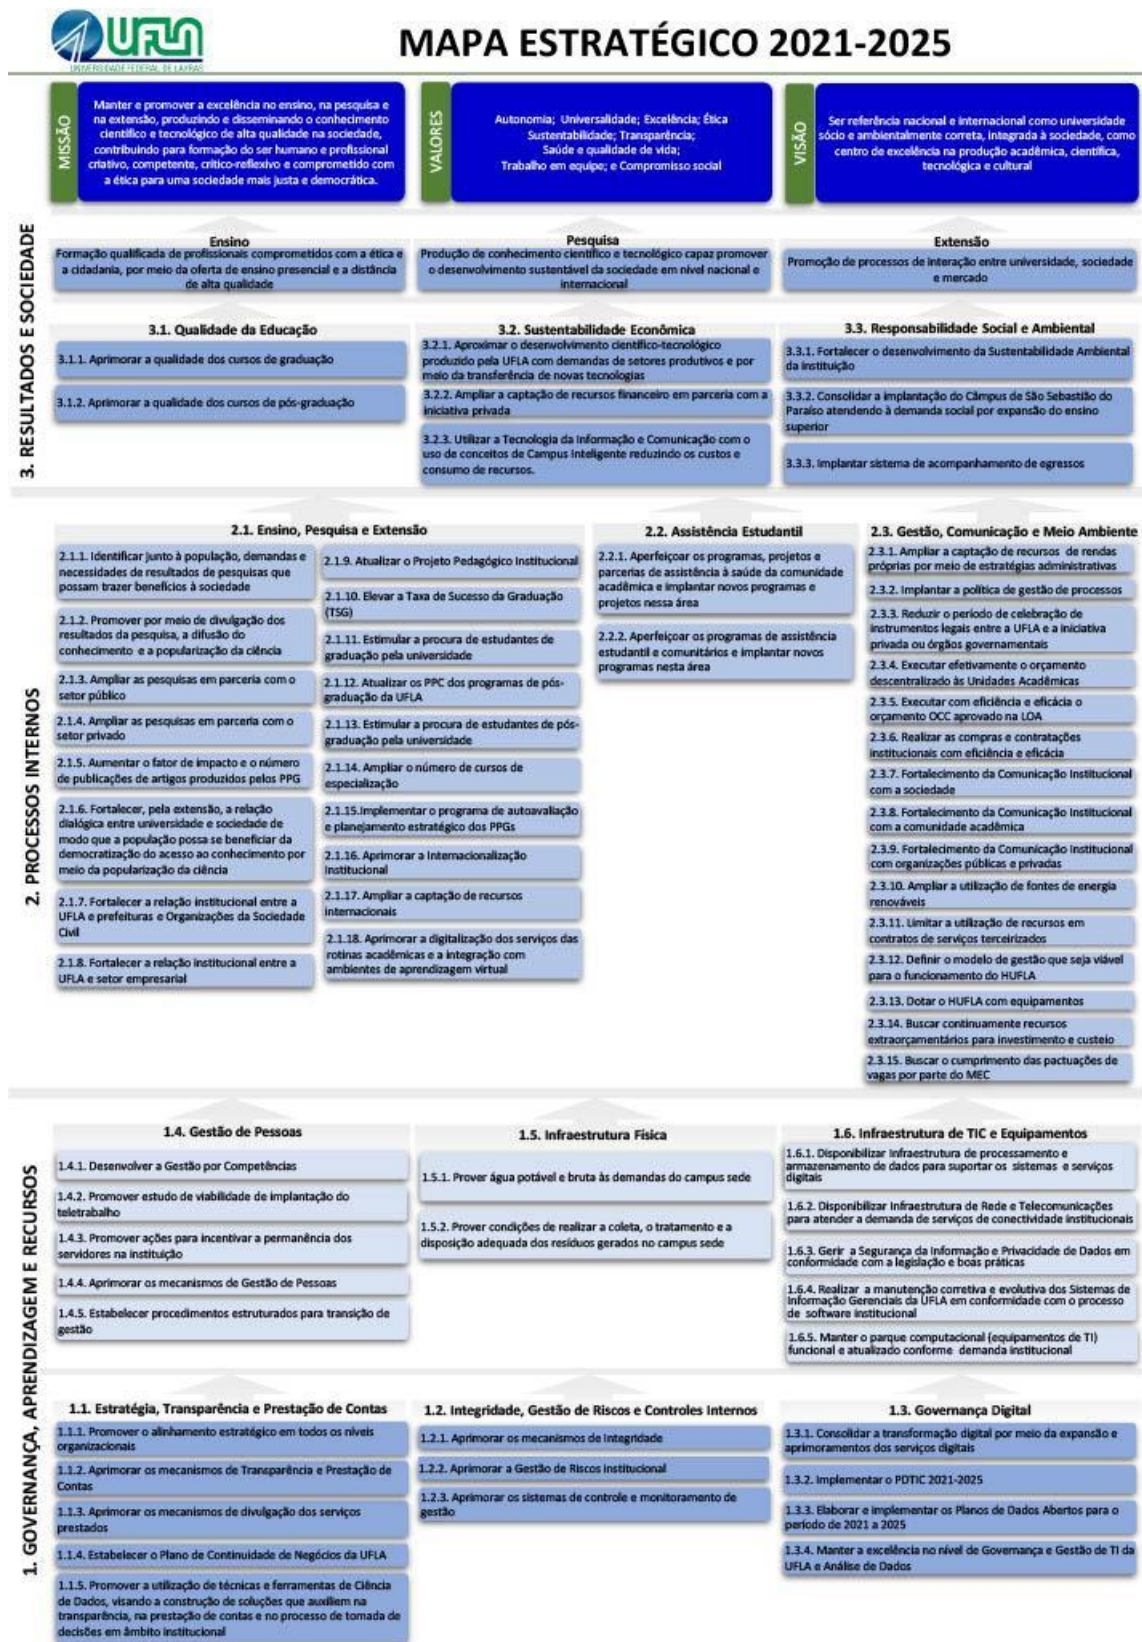 UFLA
UNIVERSIDADE FEDERAL DE LAVRAS
MAPA ESTRATÉGICO 2021-2025
MISSÃO
Manter e promover a excelência no ensino, na pesquisa e
na extensão, produzindo e disseminando o conhecimento
científico e tecnológico de alta qualidade na sociedade,
contribuindo para formação do ser humano e profissional
criativo, competente, crítico-reflexivo e comprometido com
a ética para uma sociedade mais justa e democrática.
VALORES
Autonomia; Universalidade; Excelência; Ética
Sustentabilidade; Transparência;
Saúde e qualidade de vida;
Trabalho em equipe; e Compromisso social
VISÃO
Ser referência nacional e internacional como universidade
sócio e ambientalmente correta, integrada à sociedade, como
centro de excelência na produção acadêmica, científica,
tecnológica e cultural
3. RESULTADOS E SOCIEDADE
Ensino
Formação qualificada de profissionais comprometidos com a ética e
a cidadania, por meio da oferta de ensino presencial e a distância
de alta qualidade
Pesquisa
Produção de conhecimento científico e tecnológico capaz promover
o desenvolvimento sustentável da sociedade em nível nacional e
internacional
Extensão
Promoção de processos de interação entre universidade, sociedade
e mercado
3.1. Qualidade da Educação
3.1.1. Aprimorar a qualidade dos cursos de graduação
3.1.2. Aprimorar a qualidade dos cursos de pós-graduação
3.2. Sustentabilidade Econômica
3.2.1. Aproximar o desenvolvimento científico-tecnológico
produzido pela UFLA com demandas de setores produtivos e por
meio da transferência de novas tecnologias
3.2.2. Ampliar a captação de recursos financeiro em parceria com a
iniciativa privada
3.2.3. Utilizar a Tecnologia da Informação e Comunicação com o
uso de conceitos de Campus Inteligente reduzindo os custos e
consumo de recursos.
3.3. Responsabilidade Social e Ambiental
3.3.1. Fortalecer o desenvolvimento da Sustentabilidade Ambiental
da instituição
3.3.2. Consolidar a implantação do Câmpus de São Sebastião do
Paraíso atendendo à demanda social por expansão do ensino
superior
3.3.3. Implantar sistema de acompanhamento de egressos
2. PROCESSOS INTERNOS
2.1. Ensino, Pesquisa e Extensão
2.1.1. Identificar junto à população, demandas e
necessidades de resultados de pesquisas que
possam trazer benefícios à sociedade
2.1.2. Promover por meio de divulgação dos
resultados da pesquisa, a difusão do
conhecimento e a popularização da ciência
2.1.3. Ampliar as pesquisas em parceria com o
setor público
2.1.4. Ampliar as pesquisas em parceria com o
setor privado
2.1.5. Aumentar o fator de impacto e o número
de publicações de artigos produzidos pelos PPG
2.1.6. Fortalecer, pela extensão, a relação
dialógica entre universidade e sociedade de
modo que a população possa se beneficiar da
democratização do acesso ao conhecimento por
meio da popularização da ciência
2.1.7. Fortalecer a relação institucional entre a
UFLA e prefeituras e Organizações da Sociedade
Civil
2.1.8. Fortalecer a relação institucional entre a
UFLA e setor empresarial
2.1.9. Atualizar o Projeto Pedagógico Institucional
2.1.10. Elevar a Taxa de Sucesso da Graduação
(TSG)
2.1.11. Estimular a procura de estudantes de
graduação pela universidade
2.1.12. Atualizar os PPC dos programas de pós-
graduação da UFLA
2.1.13. Estimular a procura de estudantes de pós-
graduação pela universidade
2.1.14. Ampliar o número de cursos de
especialização
2.1.15.Implementar o programa de autoavaliação
e planejamento estratégico dos PPGs
2.1.16. Aprimorar a Internacionalização
Institucional
2.1.17. Ampliar a captação de recursos
internacionais
2.1.18. Aprimorar a digitalização dos serviços das
rotinas acadêmicas e a integração com
ambientes de aprendizagem virtual
2.2. Assistência Estudantil
2.2.1. Aperfeiçoar os programas, projetos e
parcerias de assistência à saúde da comunidade
acadêmica e implantar novos programas e
projetos nessa área
2.2.2. Aperfeiçoar os programas de assistência
estudantil e comunitários e implantar novos
programas nesta área
2.3. Gestão, Comunicação e Meio Ambiente
2.3.1. Ampliar a captação de recursos de rendas
próprias por meio de estratégias administrativas
2.3.2. Implantar a política de gestão de processos
2.3.3. Reduzir o período de celebração de
instrumentos legais entre a UFLA e a iniciativa
privada ou órgãos governamentais
2.3.4. Executar efetivamente o orçamento
descentralizado às Unidades Acadêmicas
2.3.5. Executar com eficiência e eficácia o
orçamento OCC aprovado na LOA
2.3.6. Realizar as compras e contratações
institucionais com eficiência e eficácia
2.3.7. Fortalecimento da Comunicação Institucional
com a sociedade
2.3.8. Fortalecimento da Comunicação Institucional
com a comunidade acadêmica
2.3.9. Fortalecimento da Comunicação Institucional
com organizações públicas e privadas
2.3.10. Ampliar a utilização de fontes de energia
renováveis
2.3.11. Limitar a utilização de recursos em
contratos de serviços terceirizados
2.3.12. Definir o modelo de gestão que seja viável
para o funcionamento do HUFLA
2.3.13. Dotar o HUFLA com equipamentos
2.3.14. Buscar continuamente recursos
extraorçamentários para investimento e custeio
2.3.15. Buscar o cumprimento das pactuações de
vagas por parte do MEC
1. GOVERNANÇA, APRENDIZAGEM E RECURSOS
1.4. Gestão de Pessoas
1.4.1. Desenvolver a Gestão por Competências
1.4.2. Promover estudo de viabilidade de implantação do
teletrabalho
1.4.3. Promover ações para incentivar a permanência dos
servidores na instituição
1.4.4. Aprimorar os mecanismos de Gestão de Pessoas
1.4.5. Estabelecer procedimentos estruturados para transição de
gestão
1.5. Infraestrutura Física
1.5.1. Prover água potável e bruta às demandas do campus sede
1.5.2. Prover condições de realizar a coleta, o tratamento e a
disposição adequada dos resíduos gerados no campus sede
1.6. Infraestrutura de TIC e Equipamentos
1.6.1. Disponibilizar Infraestrutura de processamento e
armazenamento de dados para suportar os sistemas e serviços
digitais
1.6.2. Disponibilizar Infraestrutura de Rede e Telecomunicações
para atender a demanda de serviços de conectividade institucionais
1.6.3. Gerir a Segurança da Informação e Privacidade de Dados em
conformidade com a legislação e boas práticas
1.6.4. Realizar a manutenção corretiva e evolutiva dos Sistemas de
Informação Gerenciais da UFLA em conformidade com o processo
de software institucional
1.6.5. Manter o parque computacional (equipamentos de TI)
funcional e atualizado conforme demanda institucional
1.1. Estratégia, Transparência e Prestação de Contas
1.1.1. Promover o alinhamento estratégico em todos os níveis
organizacionais
1.1.2. Aprimorar os mecanismos de Transparência e Prestação de
Contas
1.1.3. Aprimorar os mecanismos de divulgação dos serviços
prestados
1.1.4. Estabelecer o Plano de Continuidade de Negócios da UFLA
1.1.5. Promover a utilização de técnicas e ferramentas de Ciência
de Dados, visando a construção de soluções que auxiliem na
transparência, na prestação de contas e no processo de tomada de
decisões em âmbito institucional
1.2. Integridade, Gestão de Riscos e Controles Internos
1.2.1. Aprimorar os mecanismos de Integridade
1.2.2. Aprimorar a Gestão de Riscos Institucional
1.2.3. Aprimorar os sistemas de controle e monitoramento de
gestão
1.3. Governança Digital
1.3.1. Consolidar a transformação digital por meio da expansão e
aprimoramentos dos serviços digitais
1.3.2. Implementar o PDTIC 2021-2025
1.3.3. Elaborar e implementar os Planos de Dados Abertos para o
período de 2021 a 2025
1.3.4. Manter a excelência no nível de Governança e Gestão de TI da
UFLA e Análise de Dados